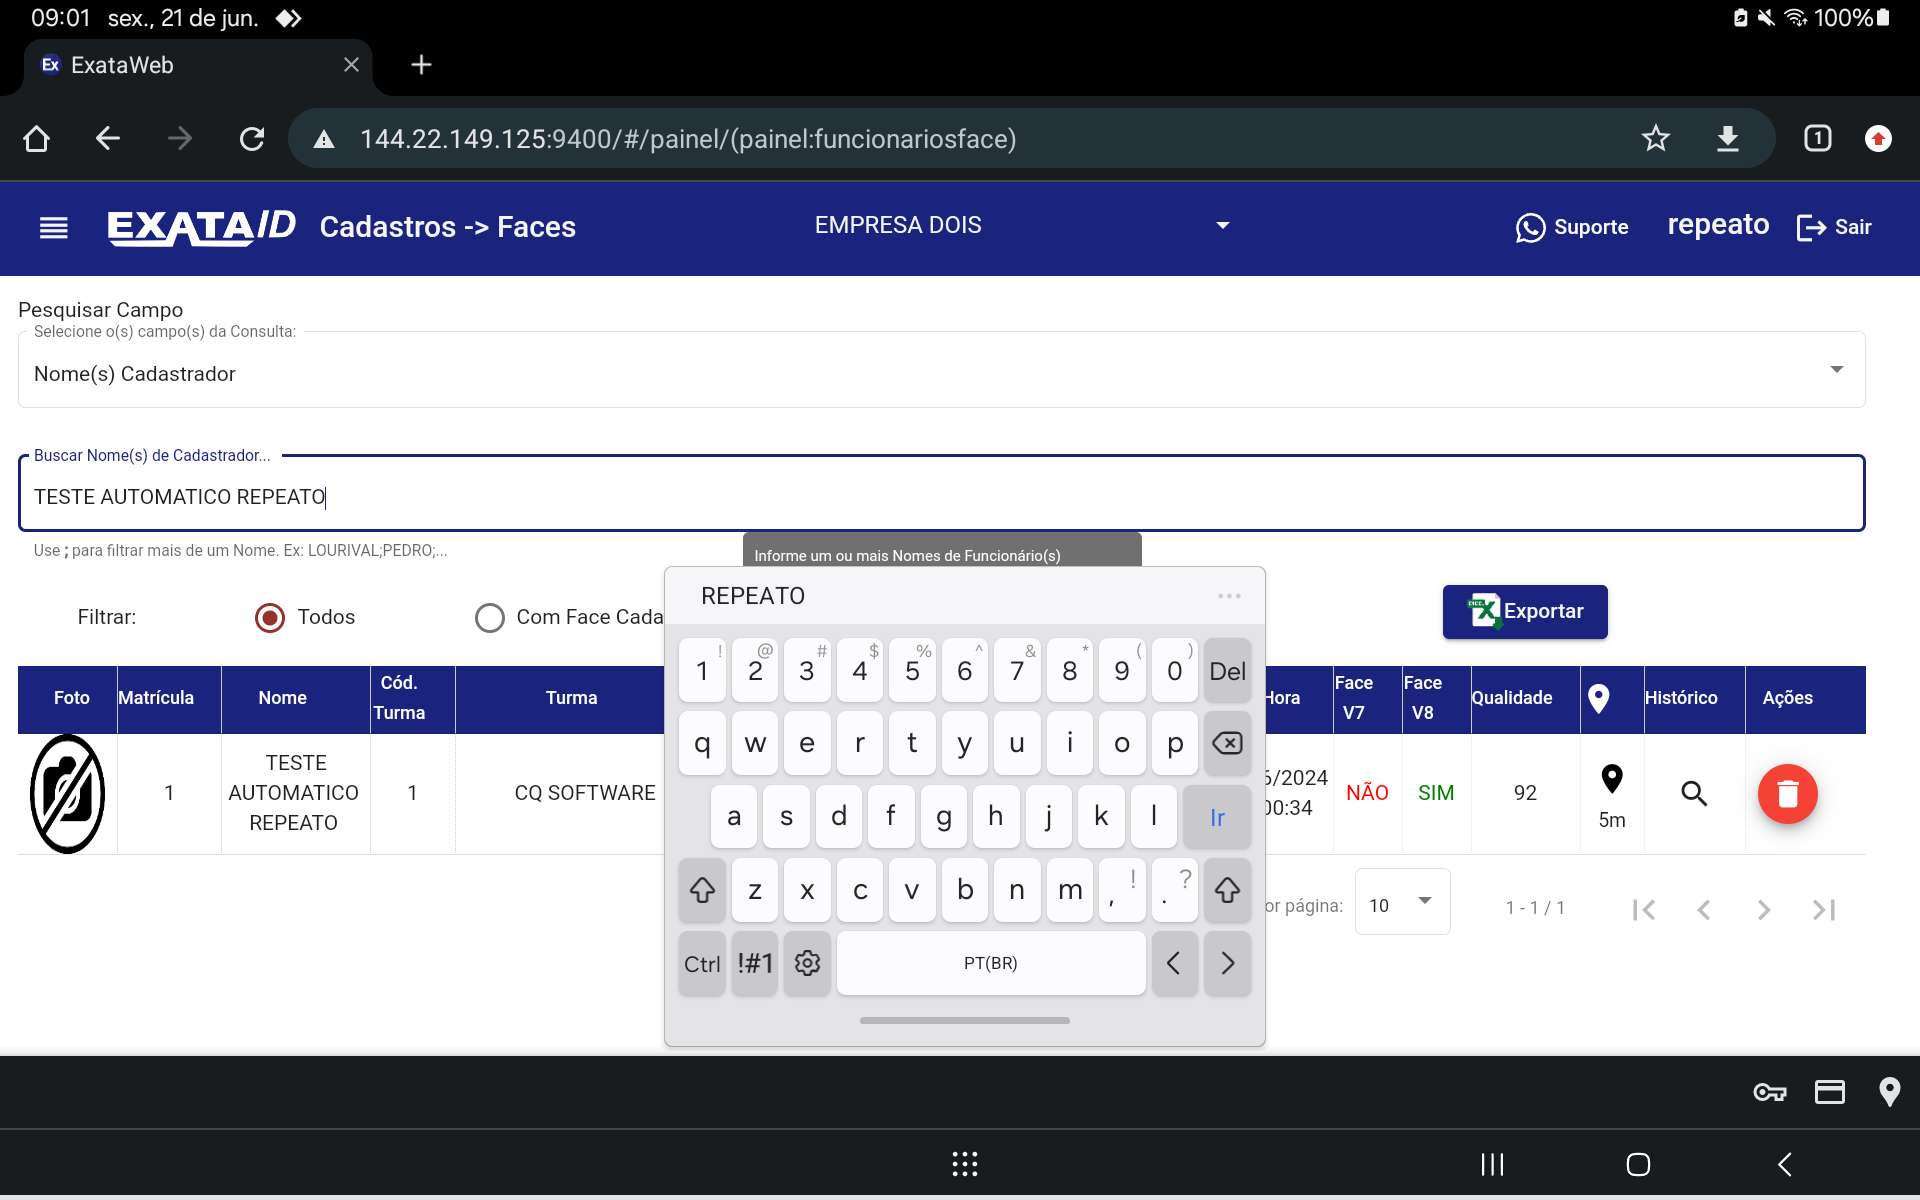 09:01 sex., 21 de jun. 100%
Ex ExataWeb
144.22.149.125:9400/#/painel/(painel:funcionariosface) 1
EXATA/ID Cadastros -> Faces EMPRESA DOIS Suporte repeato Sair
Pesquisar Campo
Selecione o(s) campo(s) da Consulta:
Nome(s) Cadastrador
Buscar Nome(s) de Cadastrador...
TESTE AUTOMATICO REPEATO
Use ; para filtrar mais de um Nome. Ex: LOURIVAL;PEDRO;...
Informe um ou mais Nomes de Funcionário(s)
Filtrar: Todos Com Face Cada
Exportar
Foto Matrícula Nome Cód. Turma Turma Hora Face V7 Face V8 Qualidade Histórico Ações
1 TESTE AUTOMATICO REPEATO 1 CQ SOFTWARE 6/2024 00:34 NÃO SIM 92 5m
or página: 10 1 - 1 / 1
REPEATO
! @ # $ % ^ & * ( )
1 2 3 4 5 6 7 8 9 0 Del
q w e r t y u i o p
a s d f g h j k l Ir
z x c v b n m , ! . ?
Ctrl !#1 PT(BR)